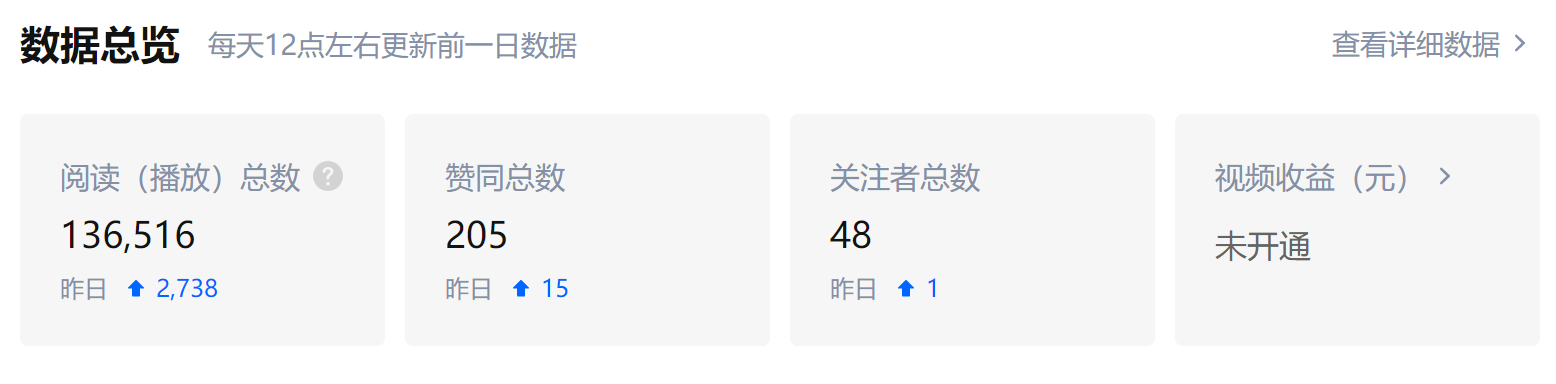 数据总览 每天12点左右更新前一日数据 查看详细数据 >
阅读（播放）总数 ?
136,516
昨日 2,738
赞同总数
205
昨日 15
关注者总数
48
昨日 1
视频收益（元） >
未开通